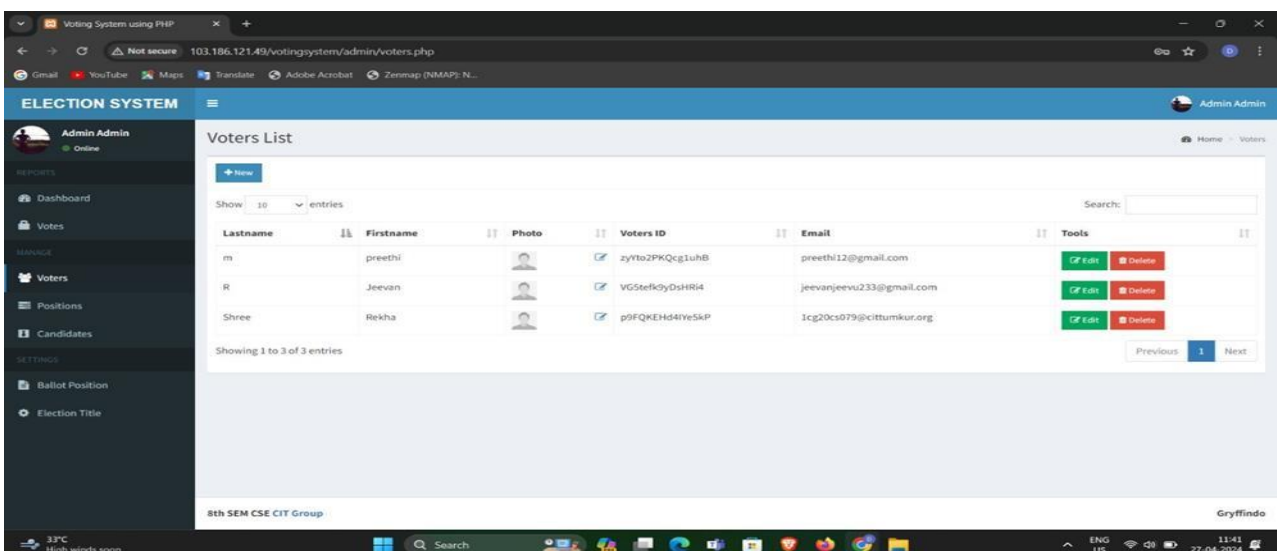 Voting System using PHP
Not secure 103.186.121.49/votingsystem/admin/voters.php
Gmail YouTube Maps Translate Adobe Acrobat Zenmap (NMAP): N...
ELECTION SYSTEM Admin Admin
Admin Admin
Online
Voters List
Home Voters
REPORTS
+ New
Dashboard
Show 10 entries Search:
Votes
Lastname Firstname Photo Voters ID Email Tools
MANAGE
m preethi zyYto2PKQcg1uhB preethi12@gmail.com Edit Delete
Voters
R Jeevan VGStefk9yDsHRi4 jeevanjeevu233@gmail.com Edit Delete
Positions
Shree Rekha p9FQKEHd4IYe5kP 1cg20cs079@cittumkur.org Edit Delete
Candidates
Showing 1 to 3 of 3 entries Previous 1 Next
SETTINGS
Ballot Position
Election Title
8th SEM CSE CIT Group Gryffindo
33°C
High winds soon
Search
ENG
US
11:41
27-04-2024